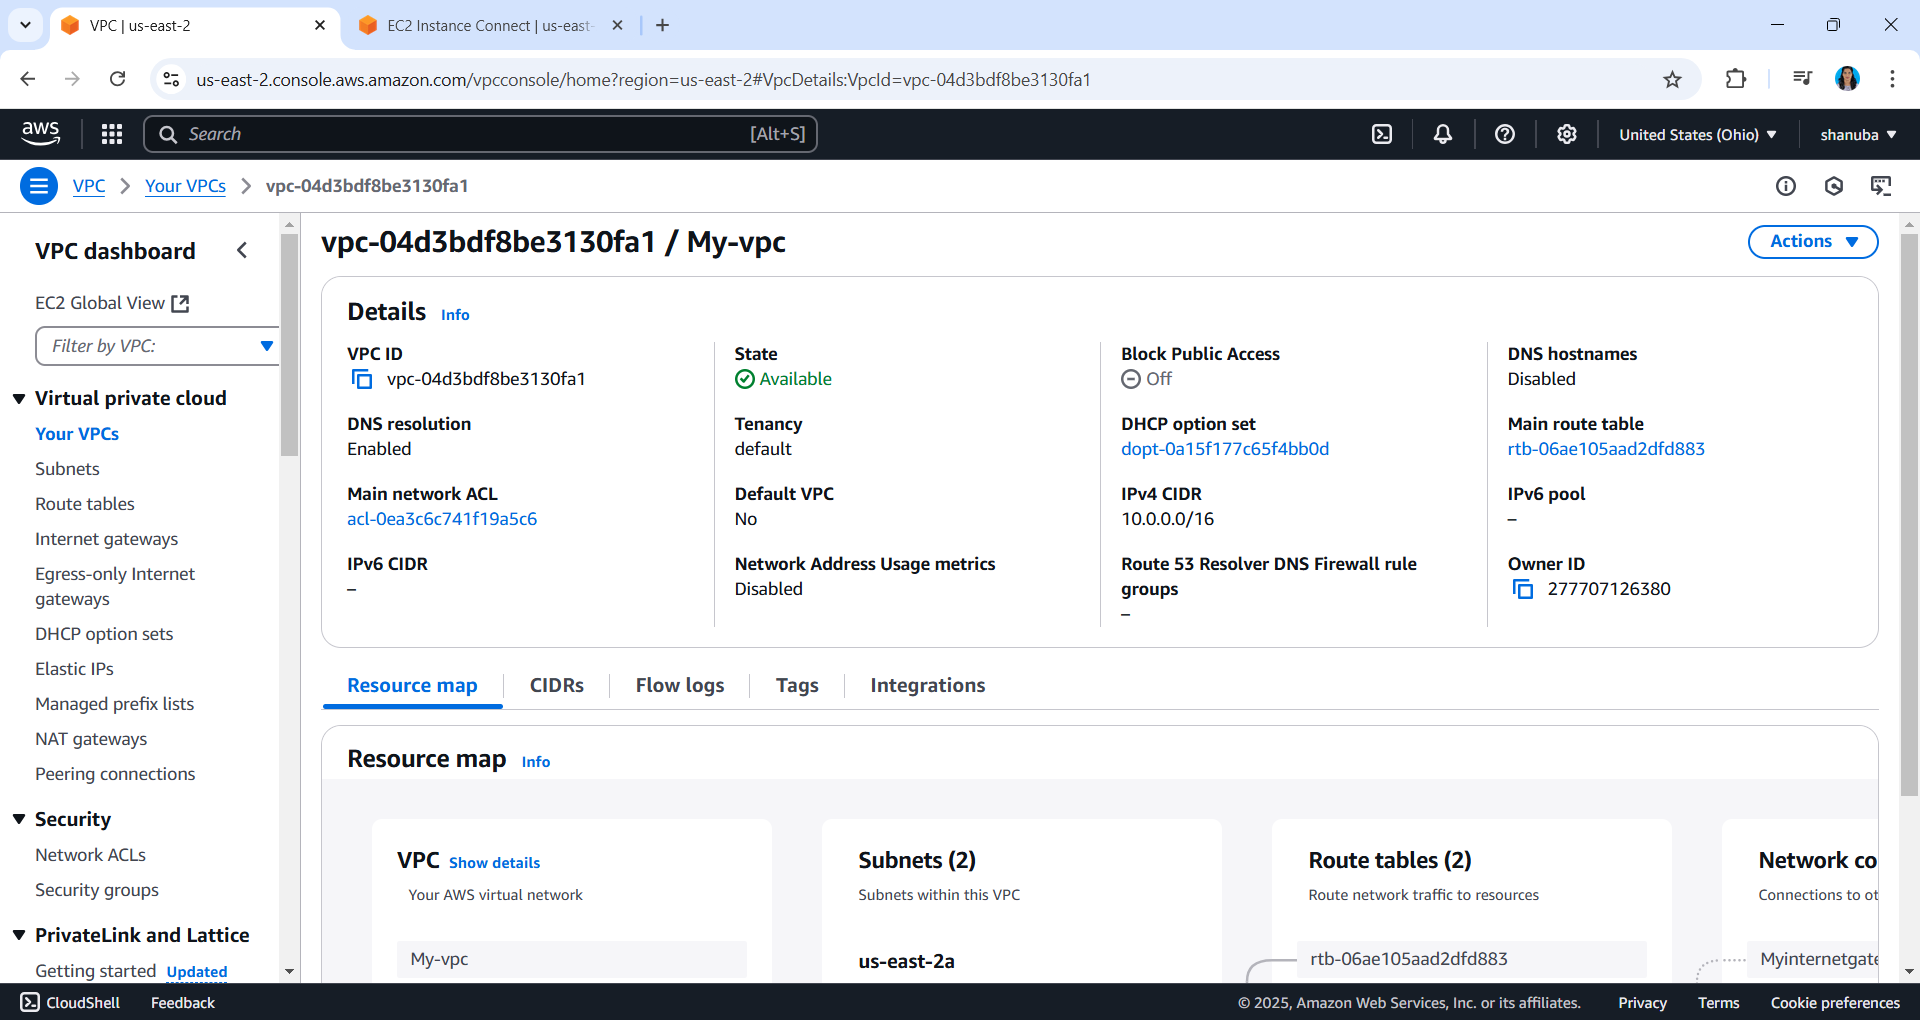 VPC | us-east-2
EC2 Instance Connect | us-east-
us-east-2.console.aws.amazon.com/vpcconsole/home?region=us-east-2#VpcDetails:VpcId=vpc-04d3bdf8be3130fa1
aws
Search
[Alt+S]
United States (Ohio)
shanuba
VPC
Your VPCs
vpc-04d3bdf8be3130fa1
VPC dashboard
EC2 Global View
Filter by VPC:
Virtual private cloud
Your VPCs
Subnets
Route tables
Internet gateways
Egress-only Internet
gateways
DHCP option sets
Elastic IPs
Managed prefix lists
NAT gateways
Peering connections
Security
Network ACLs
Security groups
PrivateLink and Lattice
Getting started Updated
vpc-04d3bdf8be3130fa1 / My-vpc
Actions
Details Info
VPC ID
vpc-04d3bdf8be3130fa1
State
Available
Block Public Access
Off
DNS hostnames
Disabled
DNS resolution
Enabled
Tenancy
default
DHCP option set
dopt-0a15f177c65f4bb0d
Main route table
rtb-06ae105aad2dfd883
Main network ACL
acl-0ea3c6c741f19a5c6
Default VPC
No
IPv4 CIDR
10.0.0.0/16
IPv6 pool
–
IPv6 CIDR
–
Network Address Usage metrics
Disabled
Route 53 Resolver DNS Firewall rule
groups
–
Owner ID
277707126380
Resource map
CIDRs
Flow logs
Tags
Integrations
Resource map Info
VPC Show details
Your AWS virtual network
My-vpc
Subnets (2)
Subnets within this VPC
us-east-2a
Route tables (2)
Route network traffic to resources
rtb-06ae105aad2dfd883
Network co
Connections to ot
Myinternetgate
CloudShell
Feedback
© 2025, Amazon Web Services, Inc. or its affiliates.
Privacy
Terms
Cookie preferences